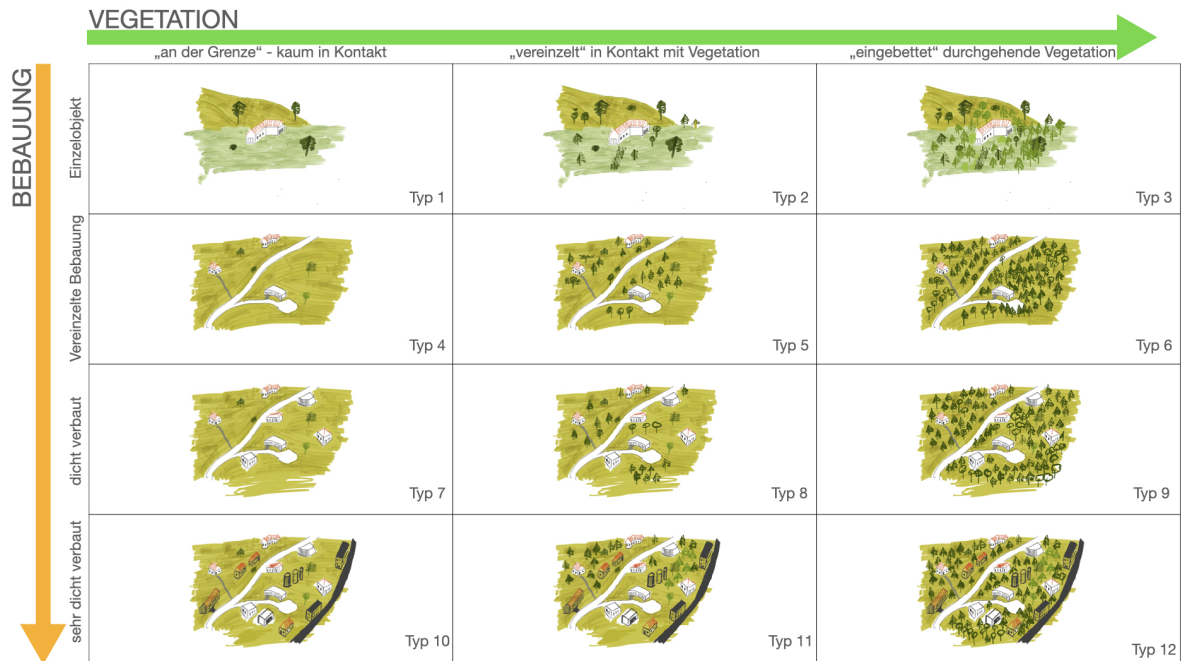 VEGETATION
„an der Grenze“ - kaum in Kontakt
„vereinzelt“ in Kontakt mit Vegetation
„eingebettet“ durchgehende Vegetation
BEBAUUNG
Einzelobjekt
Typ 1
Typ 2
Typ 3
Vereinzelte Bebauung
Typ 4
Typ 5
Typ 6
dicht verbaut
Typ 7
Typ 8
Typ 9
sehr dicht verbaut
Typ 10
Typ 11
Typ 12